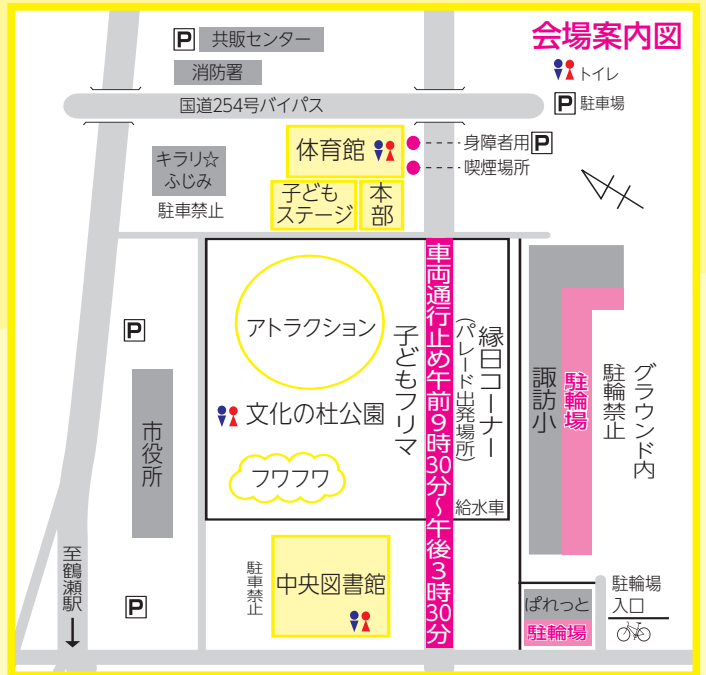 会場案内図
P 共販センター
消防署
トイレ
P 駐車場
国道254号バイパス
体育館
身障者用P
喫煙場所
キラリ☆
ふじみ
駐車禁止
子ども
ステージ
本部
車両通行止め午前9時30分～午後3時30分
アトラクション
子どもフリマ
縁日コーナー
(パレード出発場所)
諏訪小
駐輪場
グラウンド内
駐輪禁止
P
市役所
文化の杜公園
フワフワ
給水車
至鶴瀬駅
P
駐車禁止
中央図書館
ぱれっと
駐輪場
駐輪場
入口